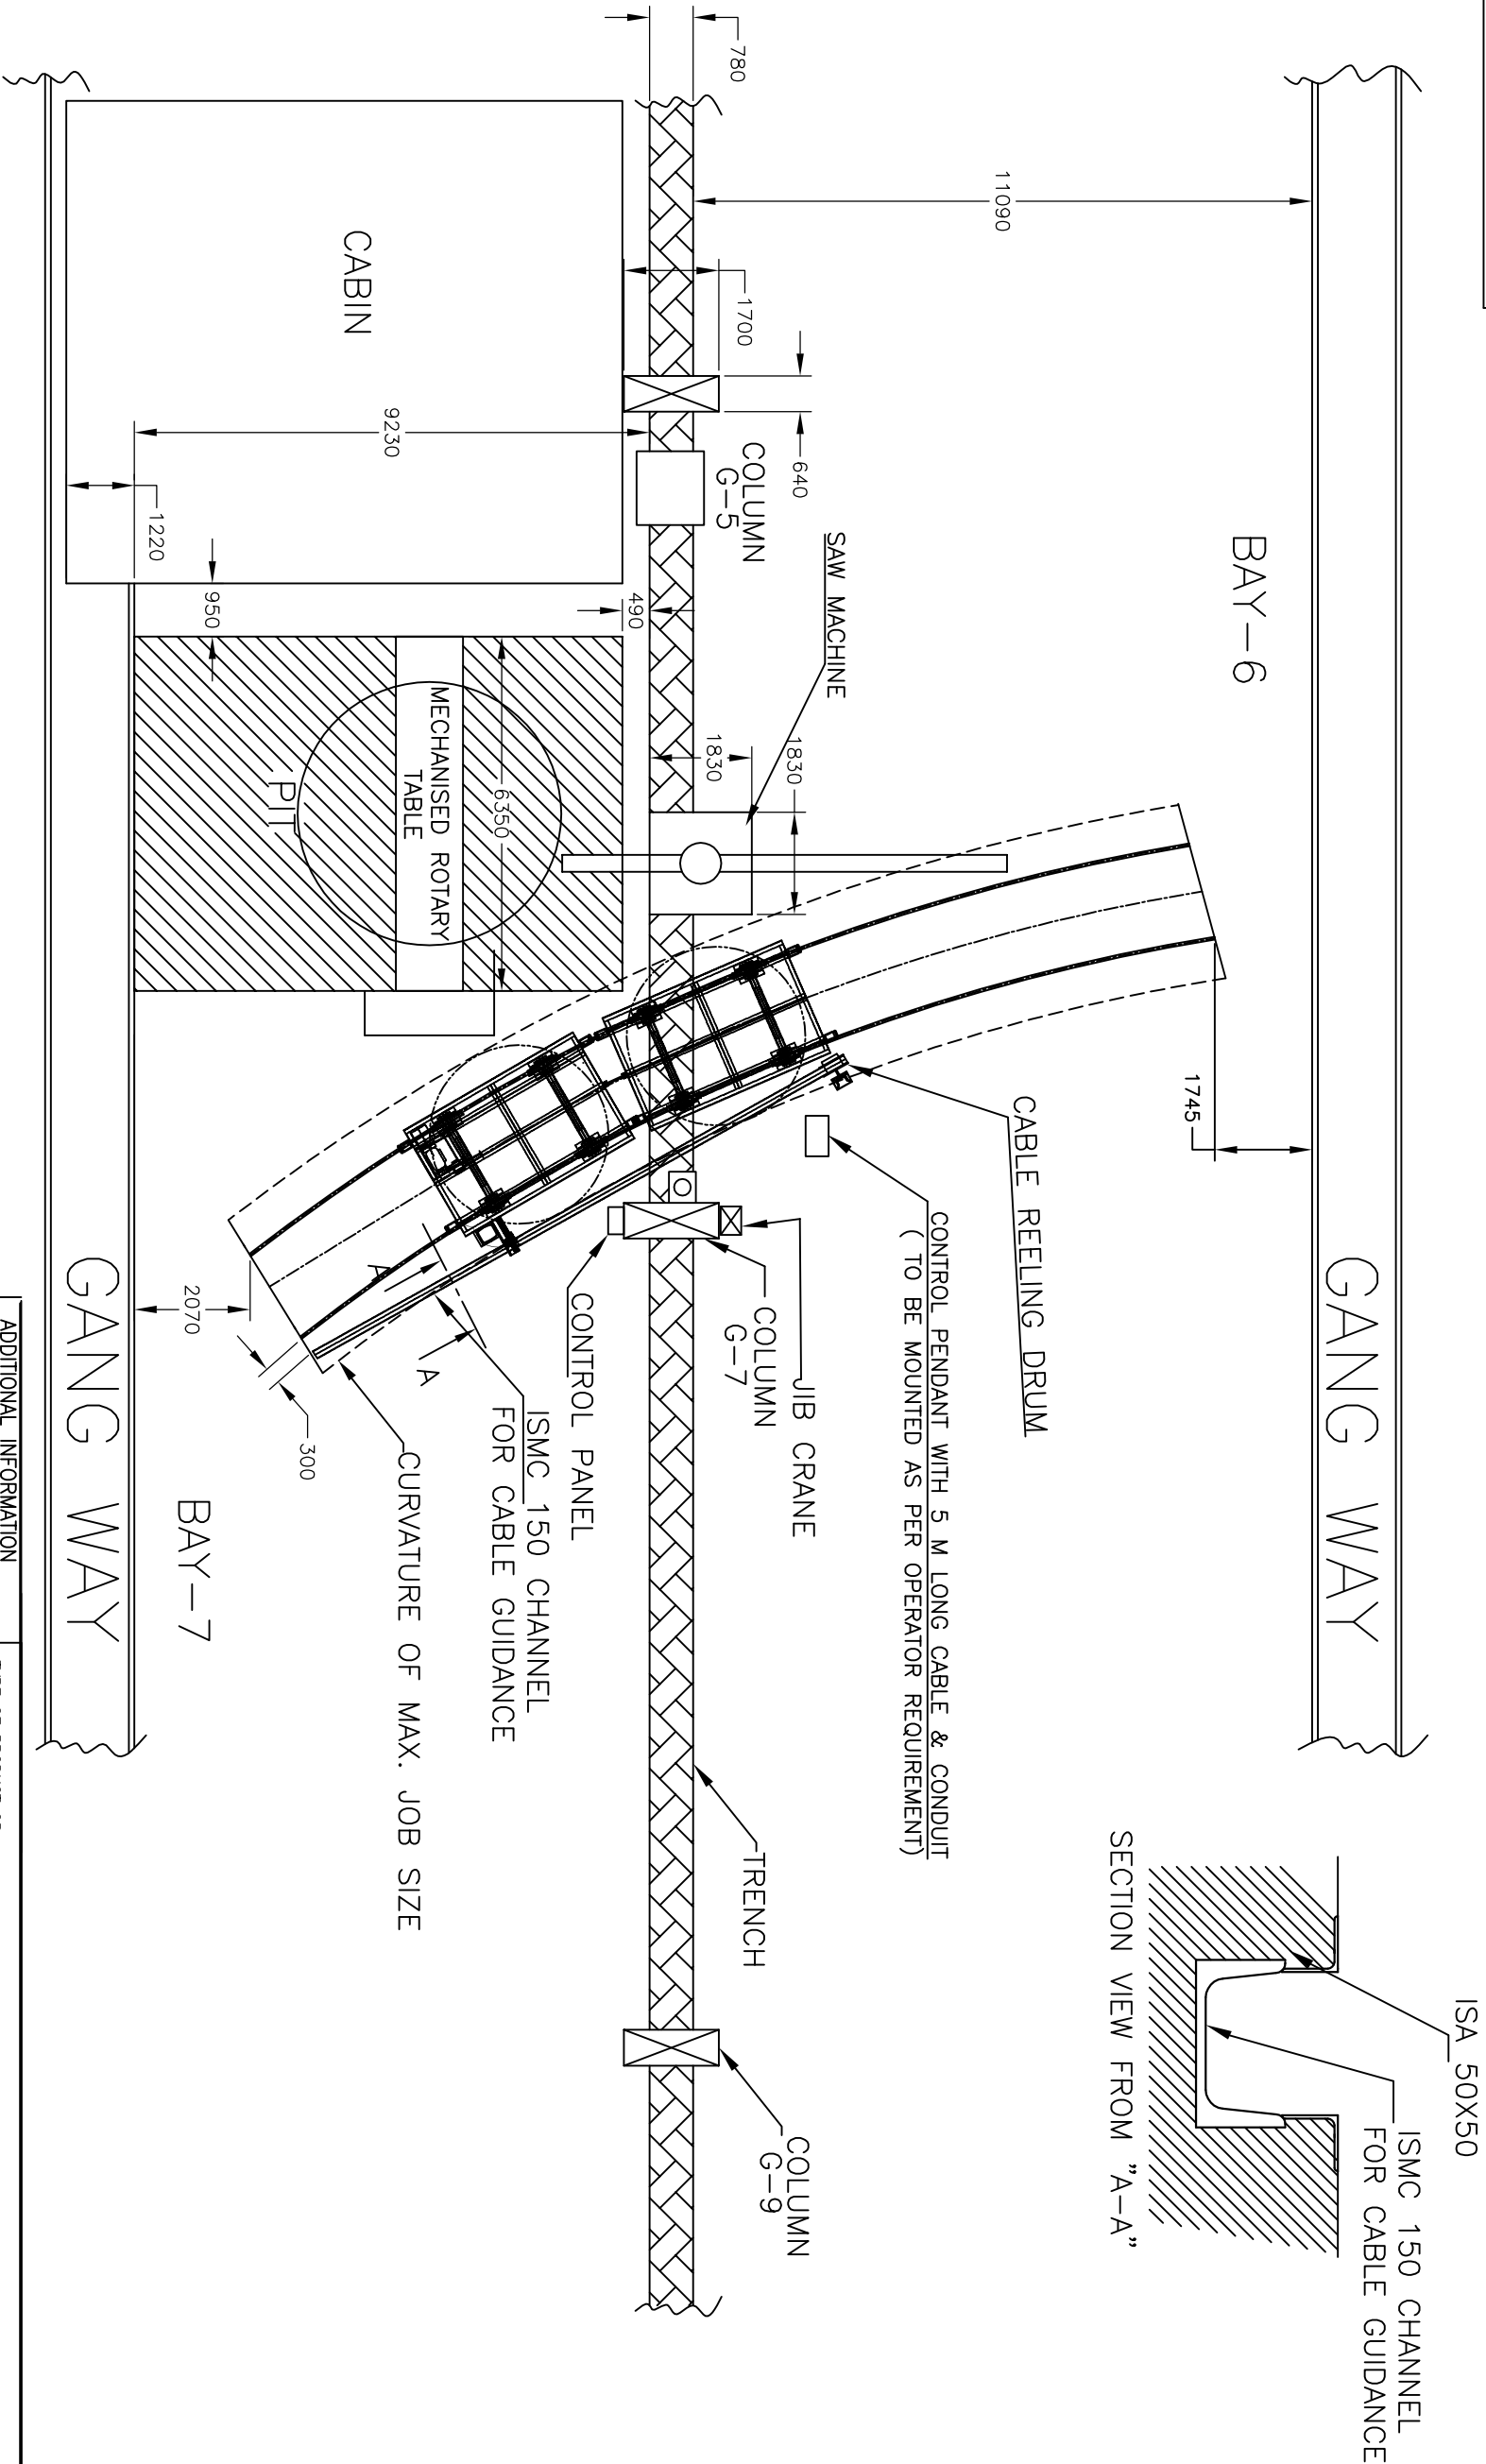 GANG WAY
ISA 50X50
ISMC 150 CHANNEL
FOR CABLE GUIDANCE
SECTION VIEW FROM "A-A"
BAY-6
1745
11090
CABLE REELING DRUM
CONTROL PENDANT WITH 5 M LONG CABLE & CONDUIT
( TO BE MOUNTED AS PER OPERATOR REQUIREMENT)
SAW MACHINE
1830
1830
640
COLUMN
G-5
1700
780
JIB CRANE
COLUMN
G-7
TRENCH
COLUMN
G-9
490
CONTROL PANEL
ISMC 150 CHANNEL
FOR CABLE GUIDANCE
CURVATURE OF MAX. JOB SIZE
A
A
300
6350
MECHANISED ROTARY
TABLE
PIT
CABIN
9230
950
1220
2070
BAY-7
GANG WAY
ADDITIONAL INFORMATION